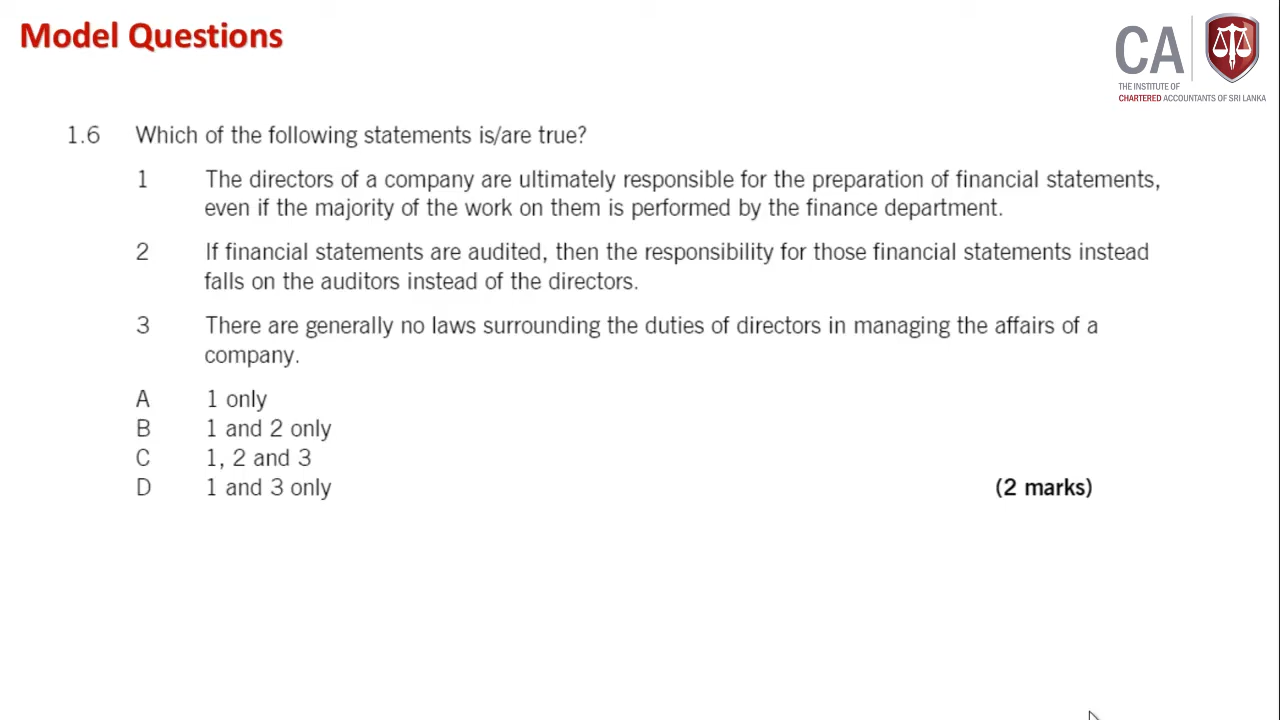 Model Questions
CA
THE INSTITUTE OF
CHARTERED ACCOUNTANTS OF SRI LANKA
1.6 Which of the following statements is/are true?
1 The directors of a company are ultimately responsible for the preparation of financial statements,
even if the majority of the work on them is performed by the finance department.
2 If financial statements are audited, then the responsibility for those financial statements instead
falls on the auditors instead of the directors.
3 There are generally no laws surrounding the duties of directors in managing the affairs of a
company.
A 1 only
B 1 and 2 only
C 1, 2 and 3
D 1 and 3 only (2 marks)